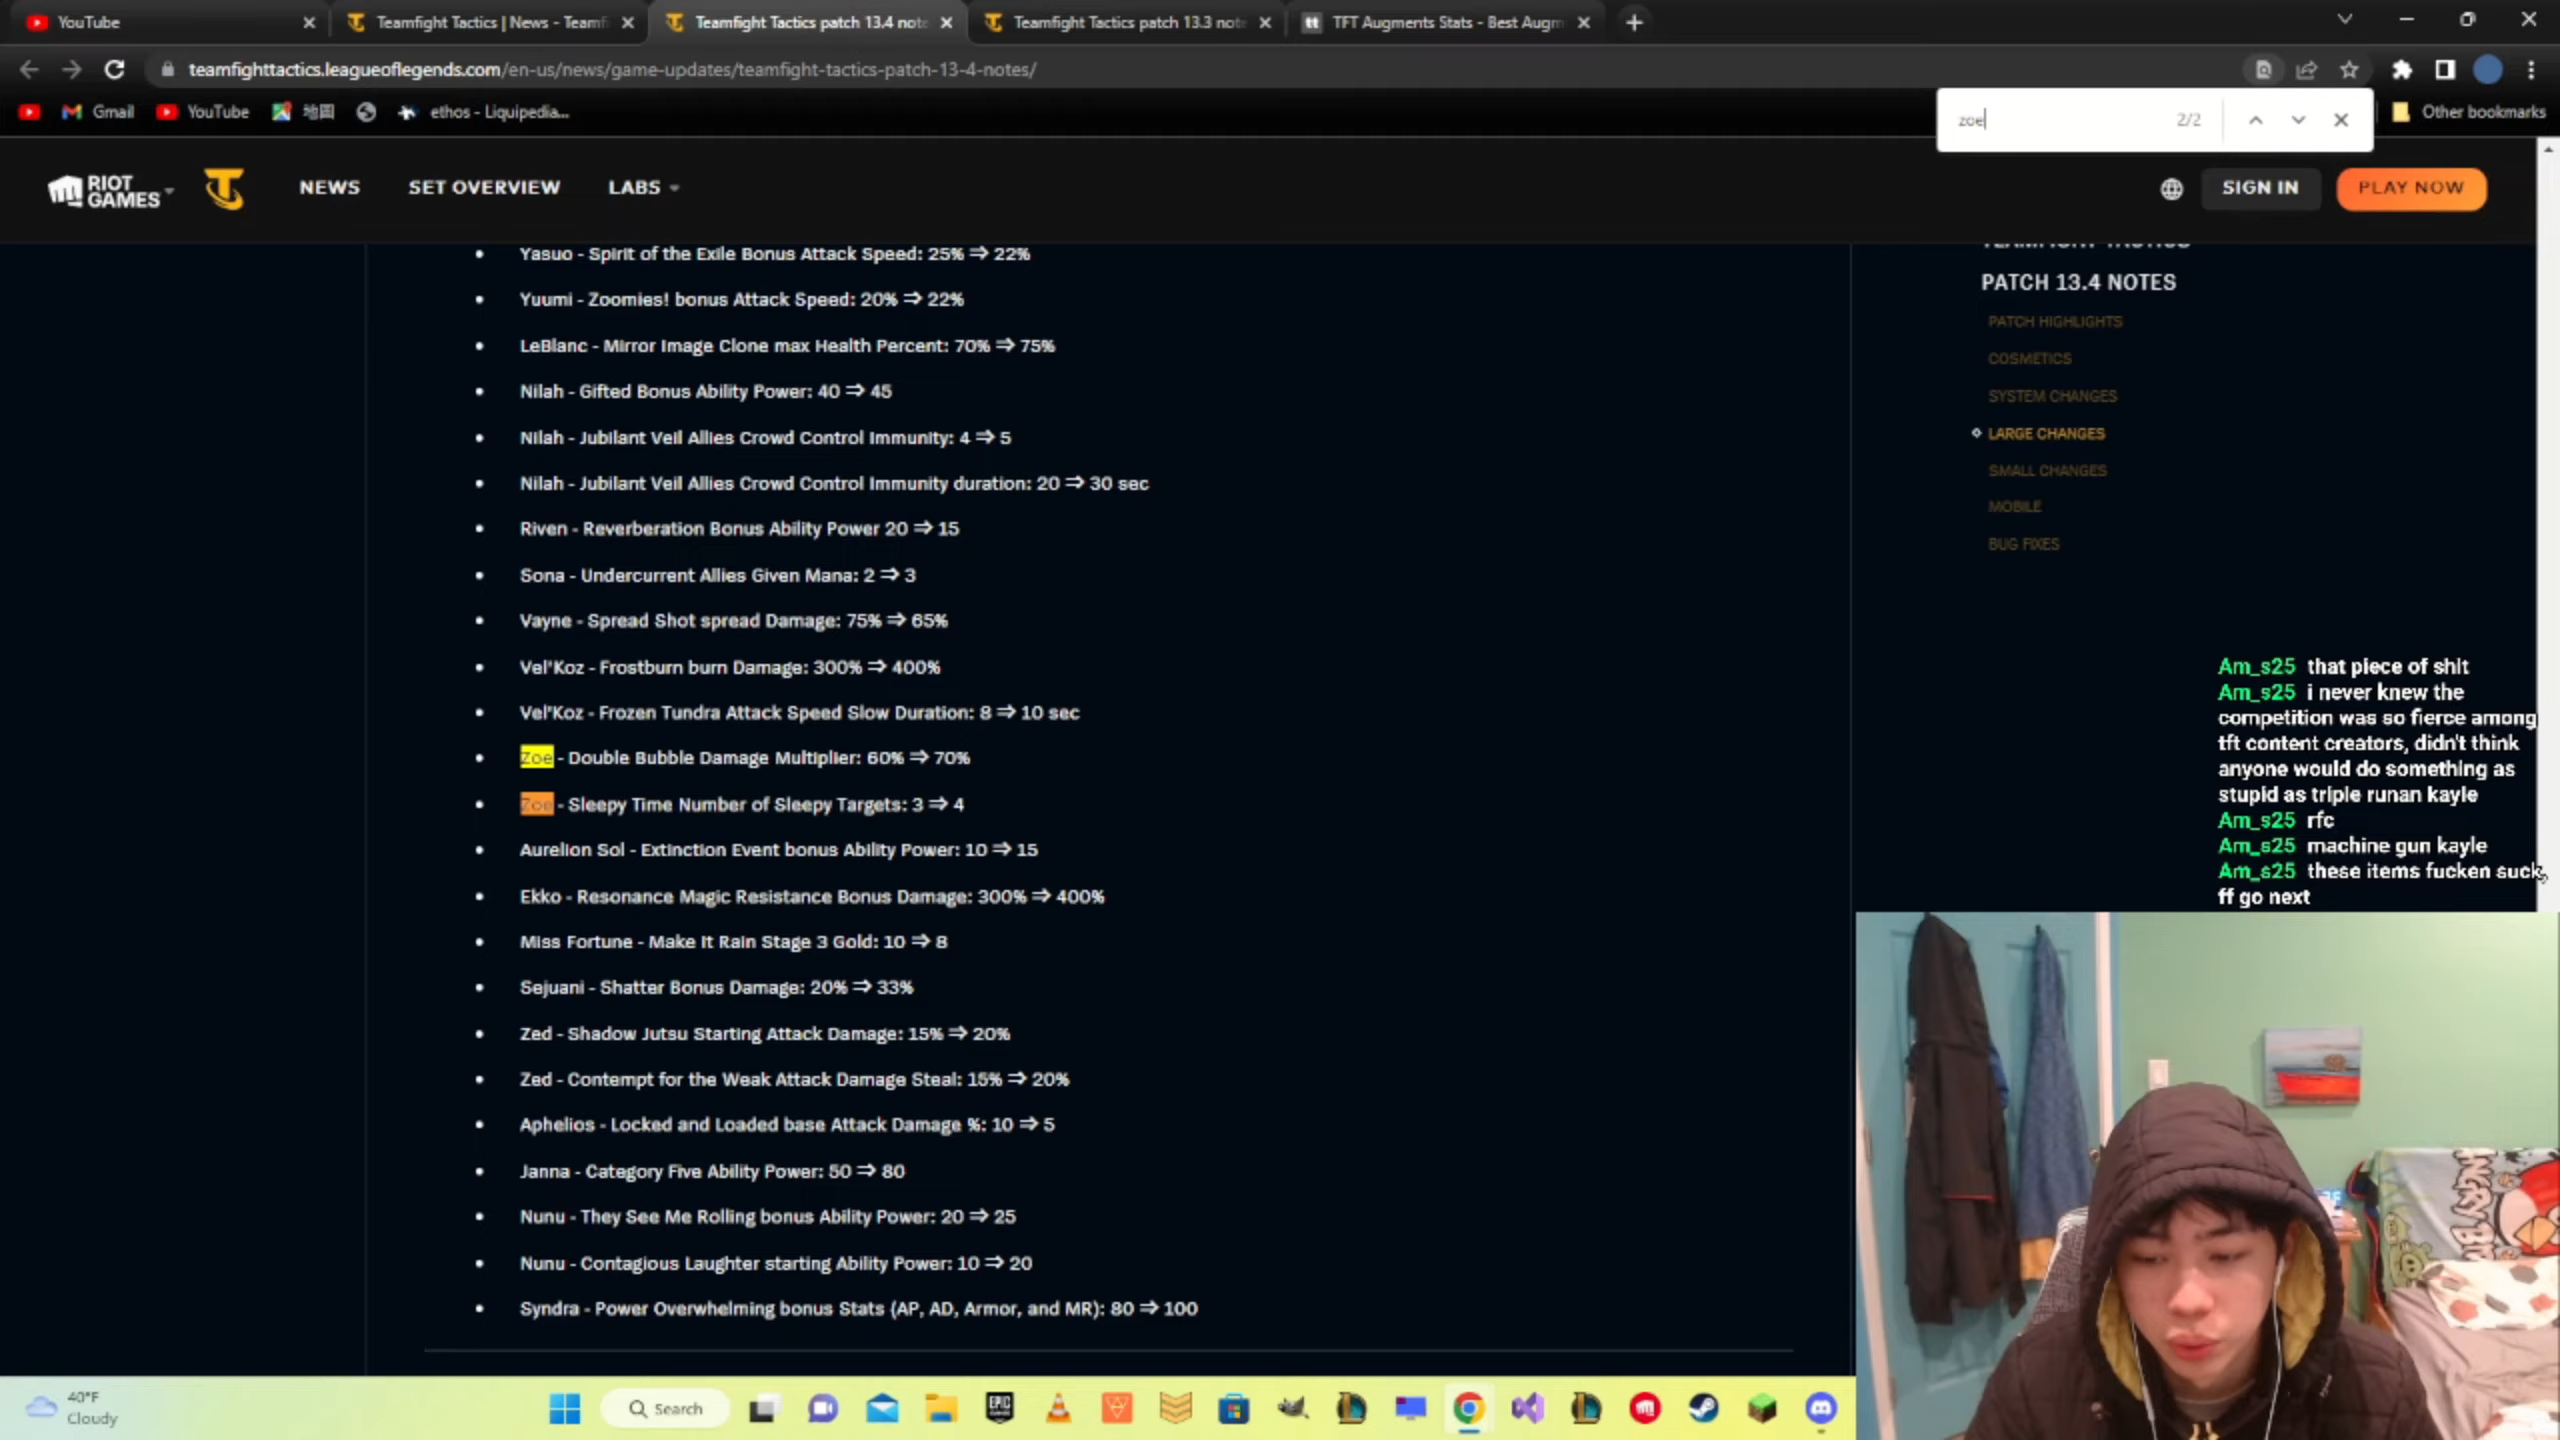 YouTube
Teamfight Tactics | News - Teamfi
Teamfight Tactics patch 13.4 note
Teamfight Tactics patch 13.3 note
tt TFT Augments Stats - Best Augm
teamfighttactics.leagueoflegends.com/en-us/news/game-updates/teamfight-tactics-patch-13-4-notes/
Gmail
YouTube
地圖
ethos - Liquipedia...
Other bookmarks
zoe 2/2
RIOT GAMES
NEWS
SET OVERVIEW
LABS
SIGN IN
PLAY NOW
Yasuo - Spirit of the Exile Bonus Attack Speed: 25% ⇒ 22%
Yuumi - Zoomies! bonus Attack Speed: 20% ⇒ 22%
LeBlanc - Mirror Image Clone max Health Percent: 70% ⇒ 75%
Nilah - Gifted Bonus Ability Power: 40 ⇒ 45
Nilah - Jubilant Veil Allies Crowd Control Immunity: 4 ⇒ 5
Nilah - Jubilant Veil Allies Crowd Control Immunity duration: 20 ⇒ 30 sec
Riven - Reverberation Bonus Ability Power 20 ⇒ 15
Sona - Undercurrent Allies Given Mana: 2 ⇒ 3
Vayne - Spread Shot spread Damage: 75% ⇒ 65%
Vel'Koz - Frostburn burn Damage: 300% ⇒ 400%
Vel'Koz - Frozen Tundra Attack Speed Slow Duration: 8 ⇒ 10 sec
Zoe - Double Bubble Damage Multiplier: 60% ⇒ 70%
Zoe - Sleepy Time Number of Sleepy Targets: 3 ⇒ 4
Aurelion Sol - Extinction Event bonus Ability Power: 10 ⇒ 15
Ekko - Resonance Magic Resistance Bonus Damage: 300% ⇒ 400%
Miss Fortune - Make It Rain Stage 3 Gold: 10 ⇒ 8
Sejuani - Shatter Bonus Damage: 20% ⇒ 33%
Zed - Shadow Jutsu Starting Attack Damage: 15% ⇒ 20%
Zed - Contempt for the Weak Attack Damage Steal: 15% ⇒ 20%
Aphelios - Locked and Loaded base Attack Damage %: 10 ⇒ 5
Janna - Category Five Ability Power: 50 ⇒ 80
Nunu - They See Me Rolling bonus Ability Power: 20 ⇒ 25
Nunu - Contagious Laughter starting Ability Power: 10 ⇒ 20
Syndra - Power Overwhelming bonus Stats (AP, AD, Armor, and MR): 80 ⇒ 100
TEAMFIGHT TACTICS
PATCH 13.4 NOTES
PATCH HIGHLIGHTS
COSMETICS
SYSTEM CHANGES
LARGE CHANGES
SMALL CHANGES
MOBILE
BUG FIXES
Am_s25 that piece of shit
Am_s25 i never knew the
competition was so fierce among
tft content creators, didn't think
anyone would do something as
stupid as triple runan kayle
Am_s25 rfc
Am_s25 machine gun kayle
Am_s25 these items fucken suck,
ff go next
40°F
Cloudy
Search
EPIC